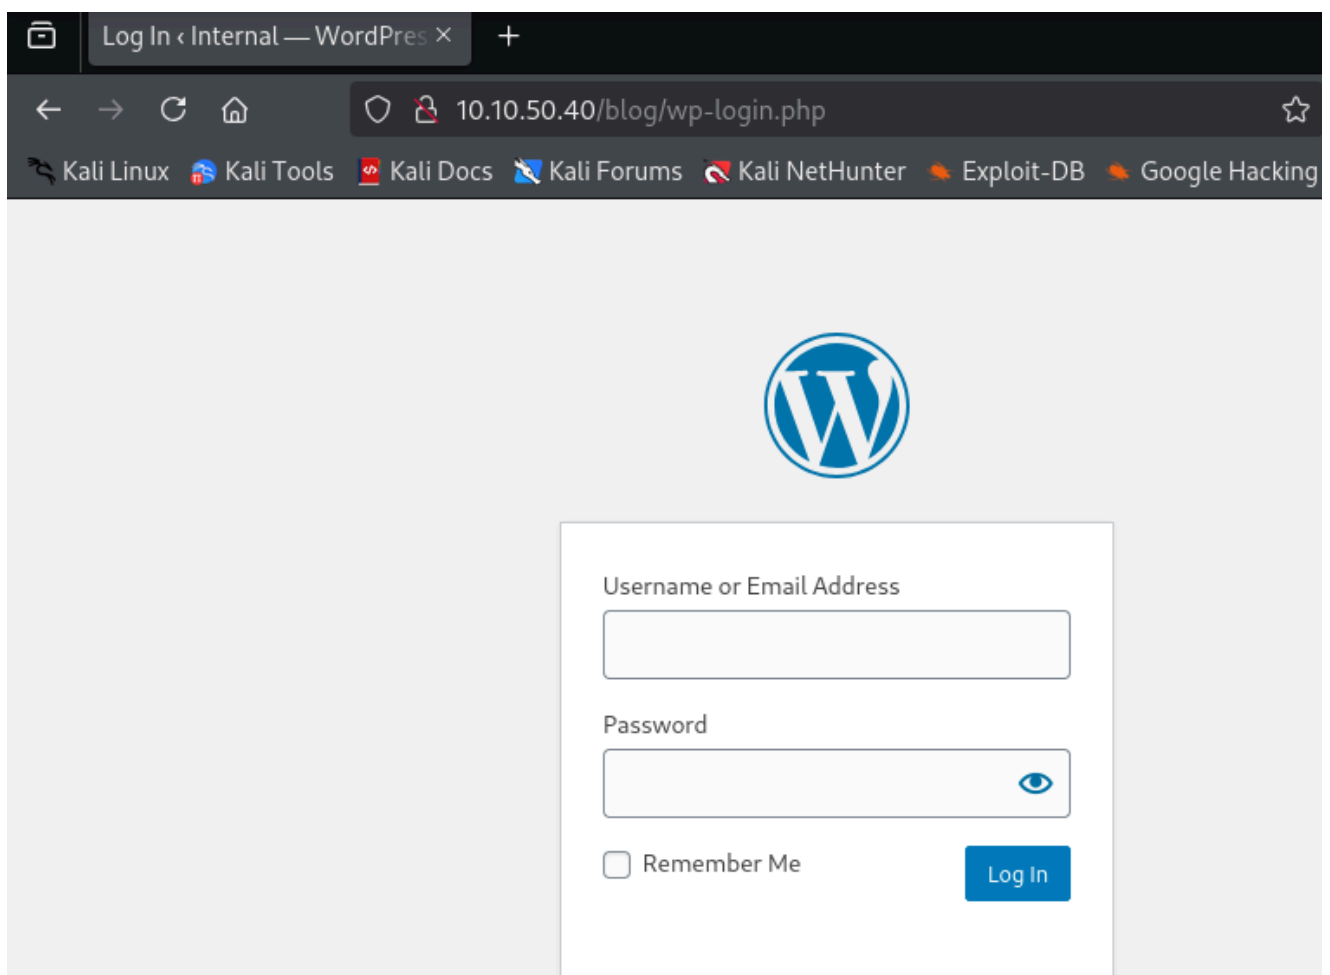 Log In ‹ Internal — WordPres
10.10.50.40/blog/wp-login.php
Kali Linux Kali Tools Kali Docs Kali Forums Kali NetHunter Exploit-DB Google Hacking
Username or Email Address
Password
Remember Me
Log In